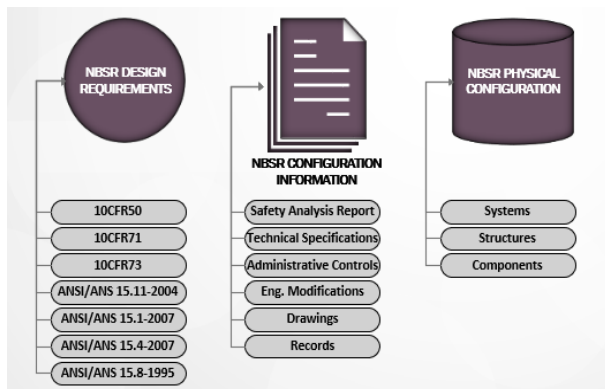 NBSR DESIGN
REQUIREMENTS
10CFR50
10CFR71
10CFR73
ANSI/ANS 15.11-2004
ANSI/ANS 15.1-2007
ANSI/ANS 15.4-2007
ANSI/ANS 15.8-1995
NBSR CONFIGURATION
INFORMATION
Safety Analysis Report
Technical Specifications
Administrative Controls
Eng. Modifications
Drawings
Records
NBSR PHYSICAL
CONFIGURATION
Systems
Structures
Components